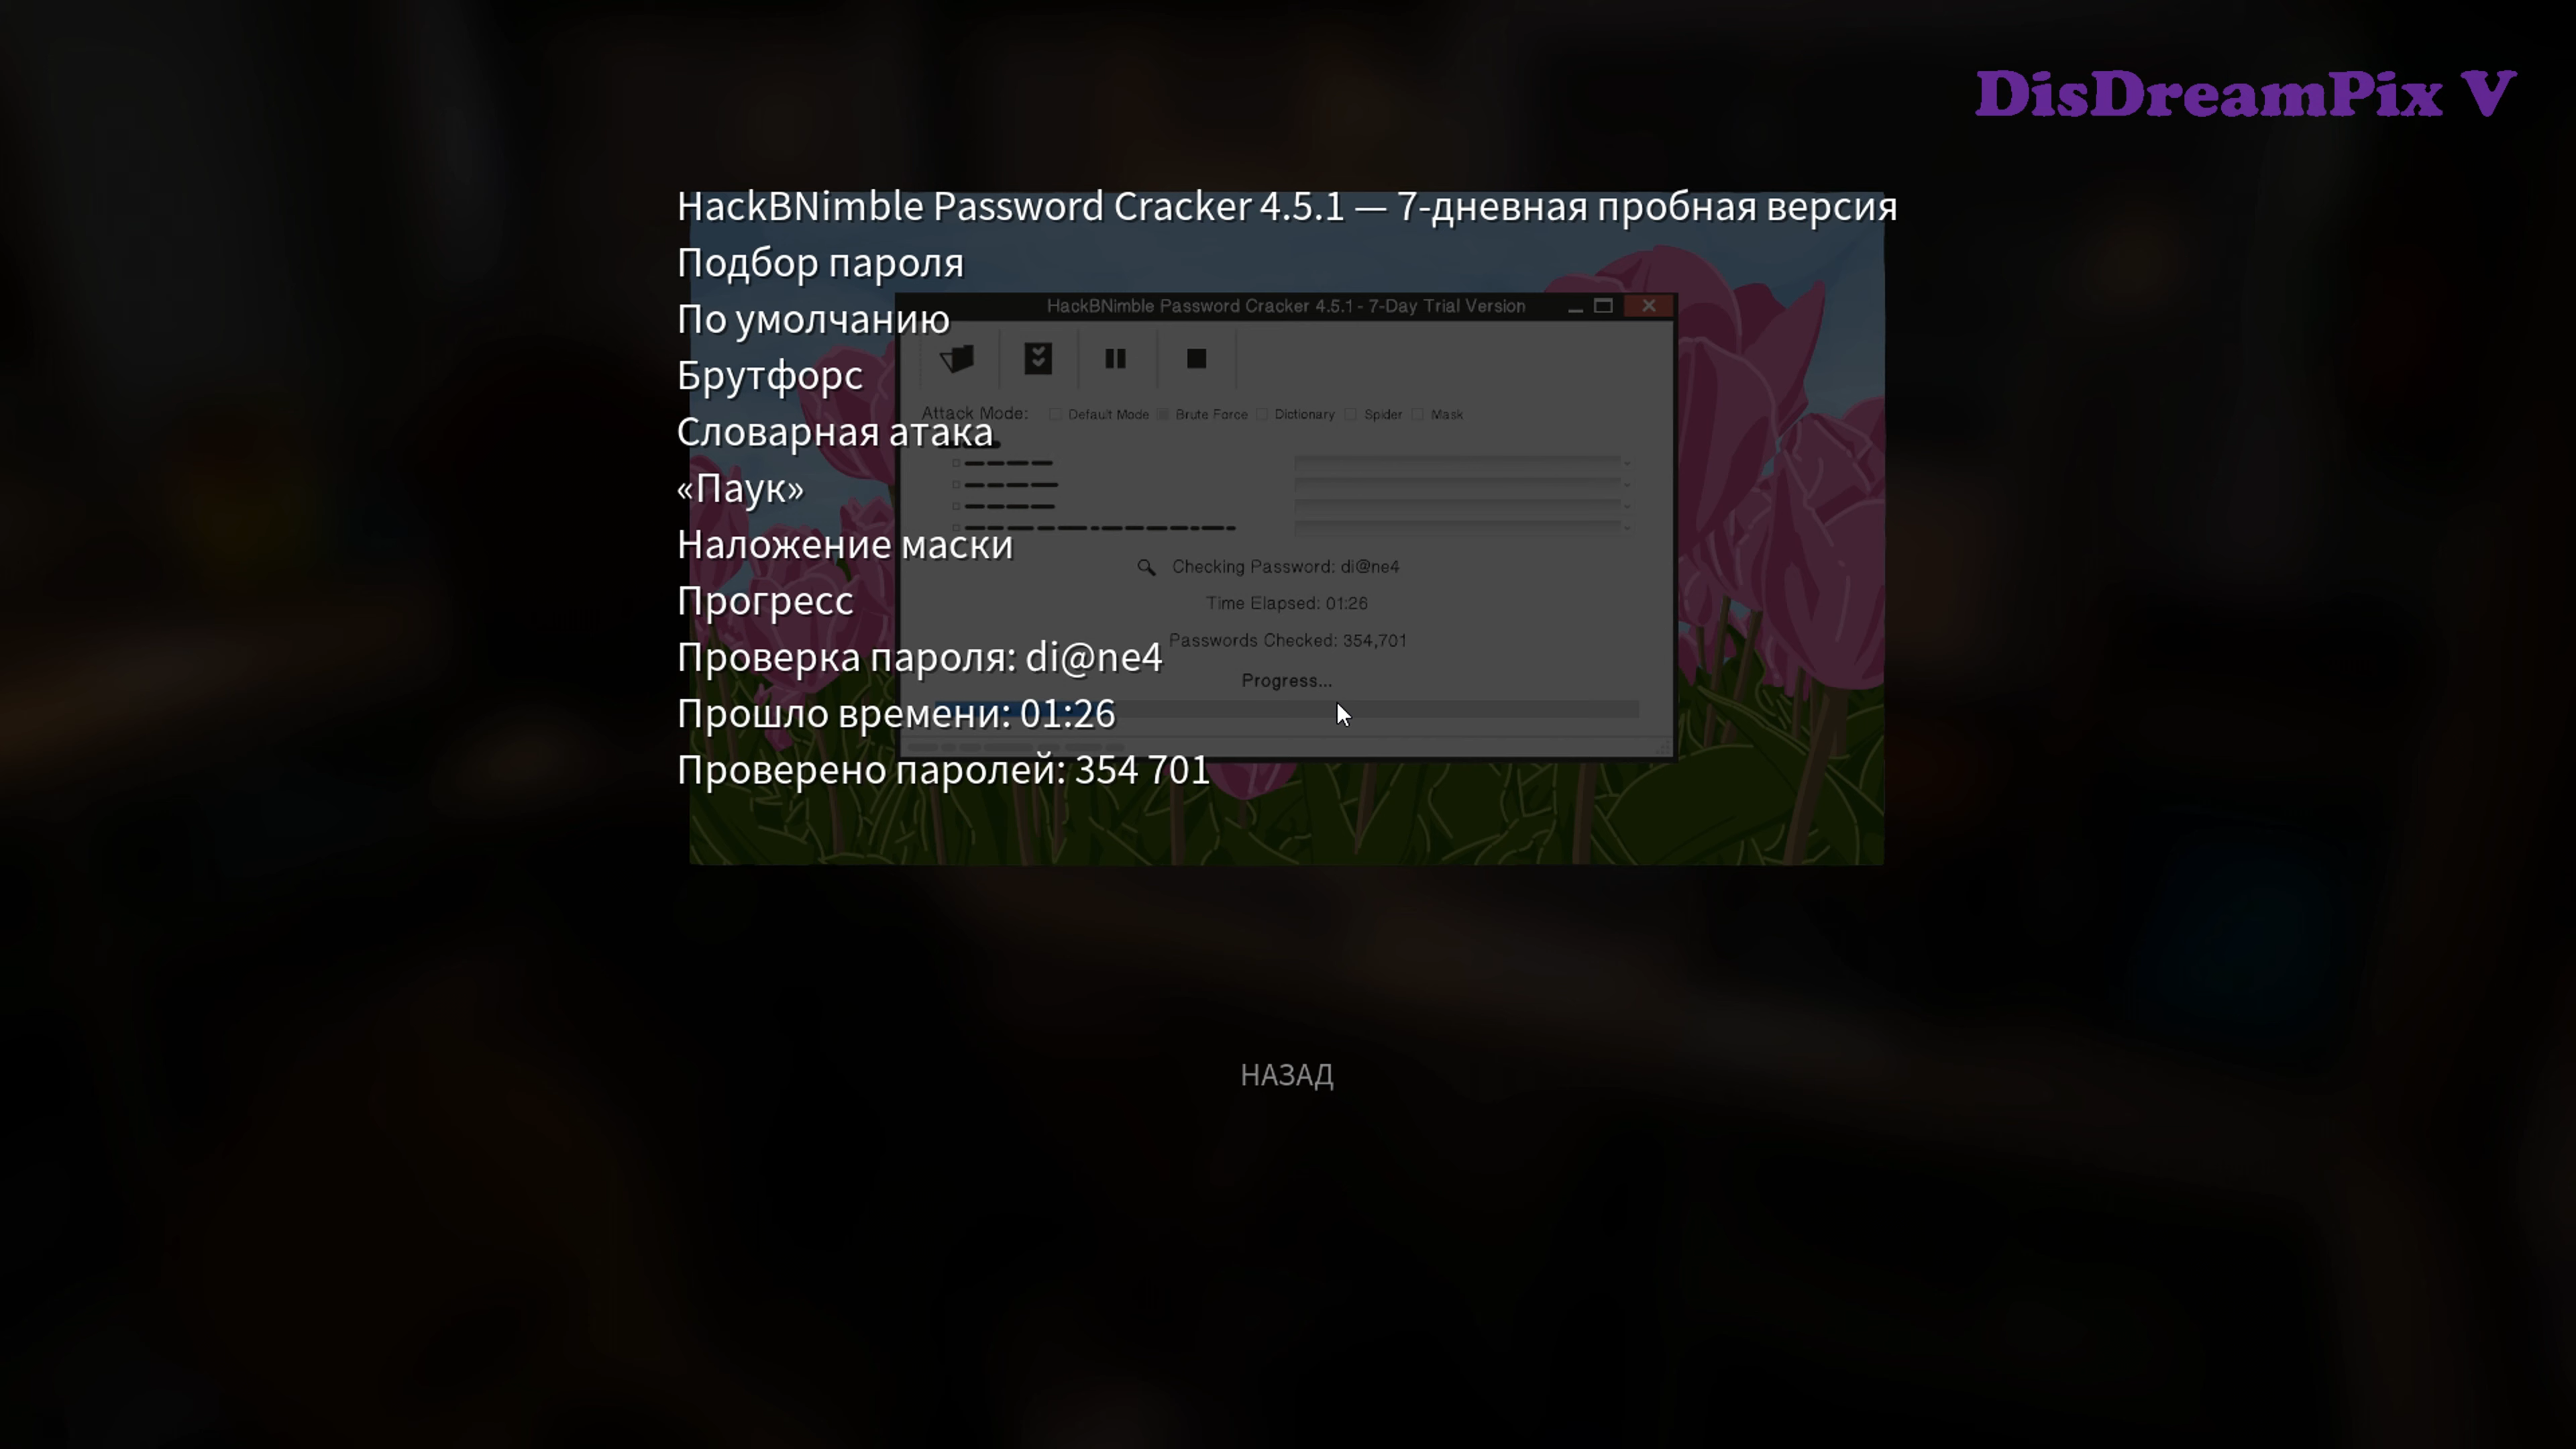 DisDreamPix V
HackBNimble Password Cracker 4.5.1 — 7-дневная пробная версия
Подбор пароля
По умолчанию
Брутфорс
Словарная атака
«Паук»
Наложение маски
Прогресс
Проверка пароля: di@ne4
Прошло времени: 01:26
Проверено паролей: 354 701
HackBNimble Password Cracker 4.5.1 - 7-Day Trial Version
Attack Mode: Default Mode Brute Force Dictionary Spider Mask
Checking Password: di@ne4
Time Elapsed: 01:26
Passwords Checked: 354,701
Progress...
НАЗАД